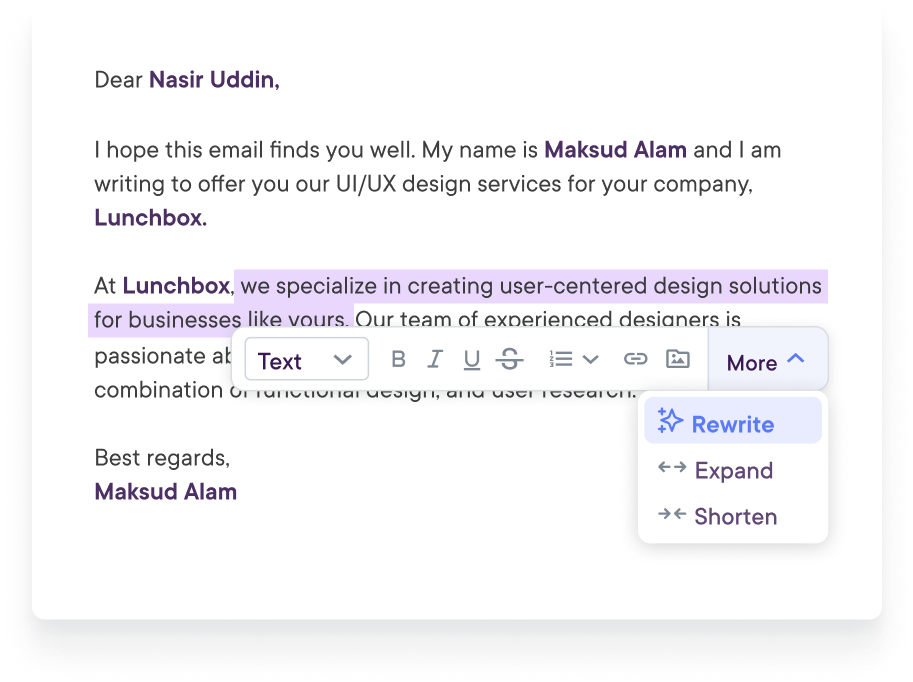 Dear Nasir Uddin,
I hope this email finds you well. My name is Maksud Alam and I am
writing to offer you our UI/UX design services for your company,
Lunchbox.
At Lunchbox, we specialize in creating user-centered design solutions
for businesses like yours. Our team of experienced designers is
passionate
Text B I U S More
combination of functional design, and user research.
Rewrite
Best regards,
Expand
Maksud Alam
Shorten